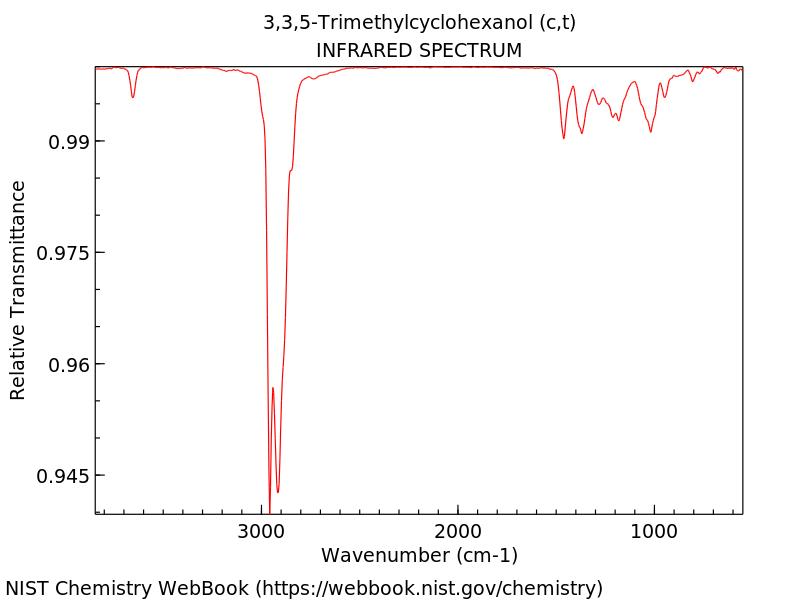 3,3,5-Trimethylcyclohexanol (c,t)
INFRARED SPECTRUM
0.99
0.975
0.96
0.945
Relative Transmittance
3000 2000 1000
Wavenumber (cm-1)
NIST Chemistry WebBook (https://webbook.nist.gov/chemistry)